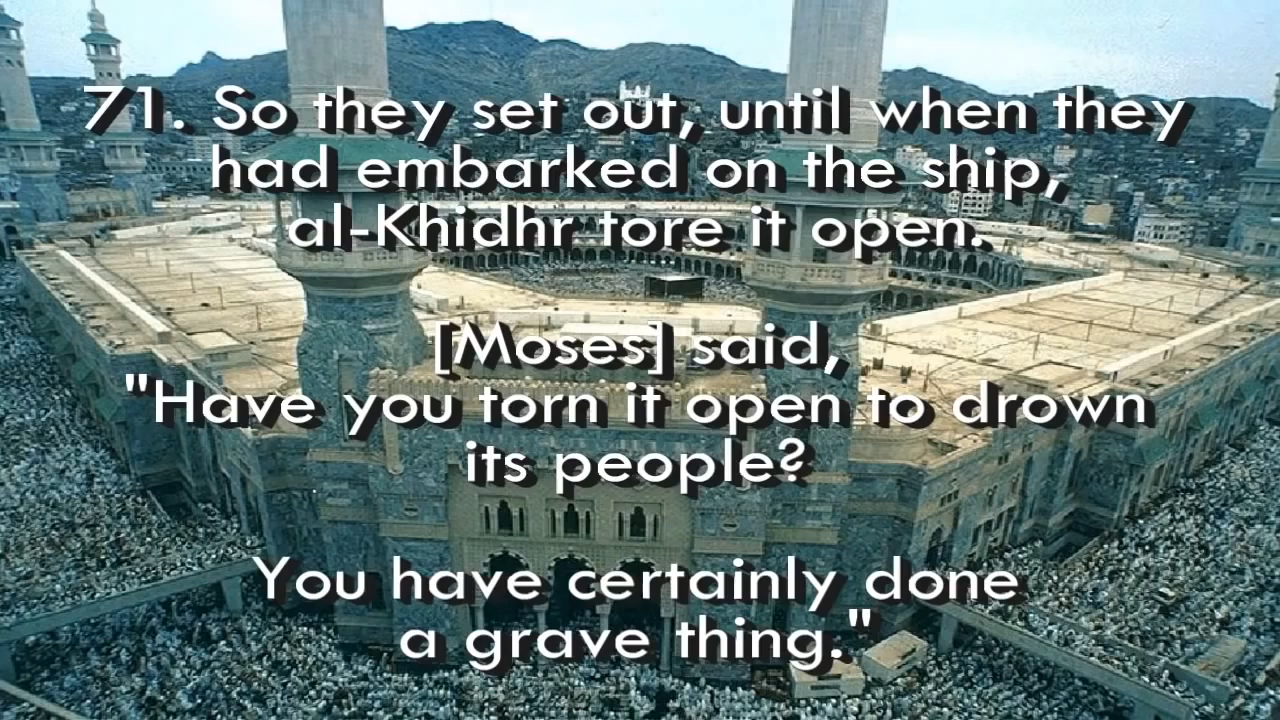 71. So they set out, until when they
had embarked on the ship,
al-Khidhr tore it open.
[Moses] said,
"Have you torn it open to drown
its people?
You have certainly done
a grave thing."